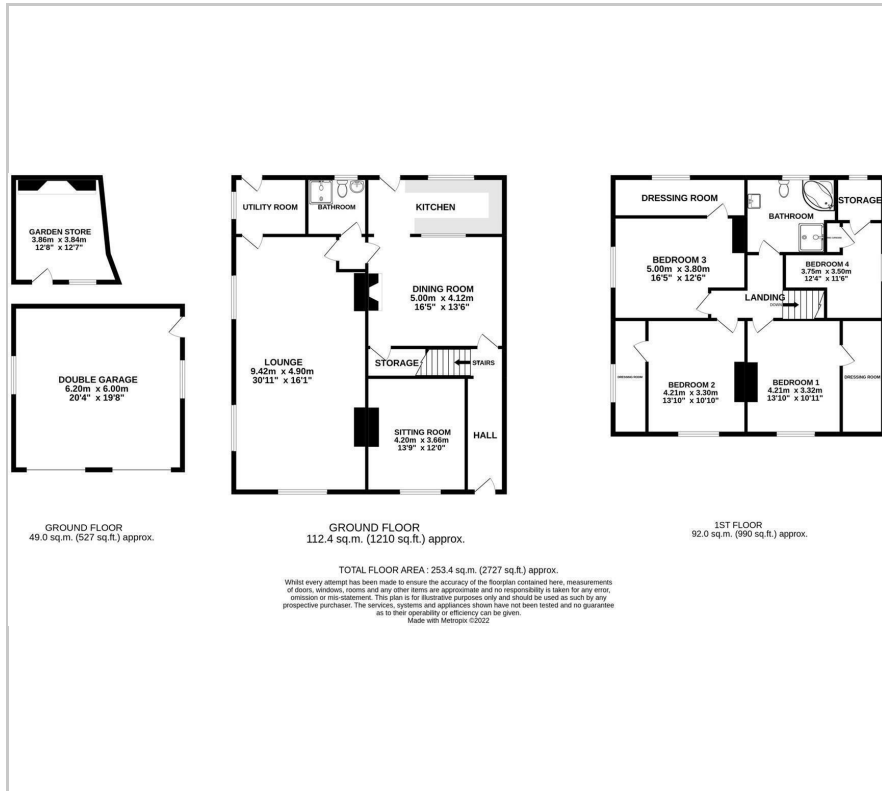 GARDEN STORE
3.86m x 3.84m
12'8" x 12'7"
DOUBLE GARAGE
6.20m x 6.00m
20'4" x 19'8"
GROUND FLOOR
49.0 sq.m. (527 sq.ft.) approx.
UTILITY ROOM
BATHROOM
KITCHEN
DINING ROOM
5.00m x 4.12m
16'5" x 13'6"
LOUNGE
9.42m x 4.90m
30'11" x 16'1"
STORAGE
STAIRS
SITTING ROOM
4.20m x 3.66m
13'9" x 12'0"
HALL
GROUND FLOOR
112.4 sq.m. (1210 sq.ft.) approx.
DRESSING ROOM
BATHROOM
STORAGE
BEDROOM 3
5.00m x 3.80m
16'5" x 12'6"
BEDROOM 4
3.75m x 3.50m
12'4" x 11'6"
LANDING
DOWN
DRESSING ROOM
BEDROOM 2
4.21m x 3.30m
13'10" x 10'10"
BEDROOM 1
4.21m x 3.32m
13'10" x 10'11"
DRESSING ROOM
1ST FLOOR
92.0 sq.m. (990 sq.ft.) approx.
TOTAL FLOOR AREA : 253.4 sq.m. (2727 sq.ft.) approx.
Whilst every attempt has been made to ensure the accuracy of the floorplan contained here, measurements
of doors, windows, rooms and any other items are approximate and no responsibility is taken for any error,
omission or mis-statement. This plan is for illustrative purposes only and should be used as such by any
prospective purchaser. The services, systems and appliances shown have not been tested and no guarantee
as to their operability or efficiency can be given.
Made with Metropix ©2022